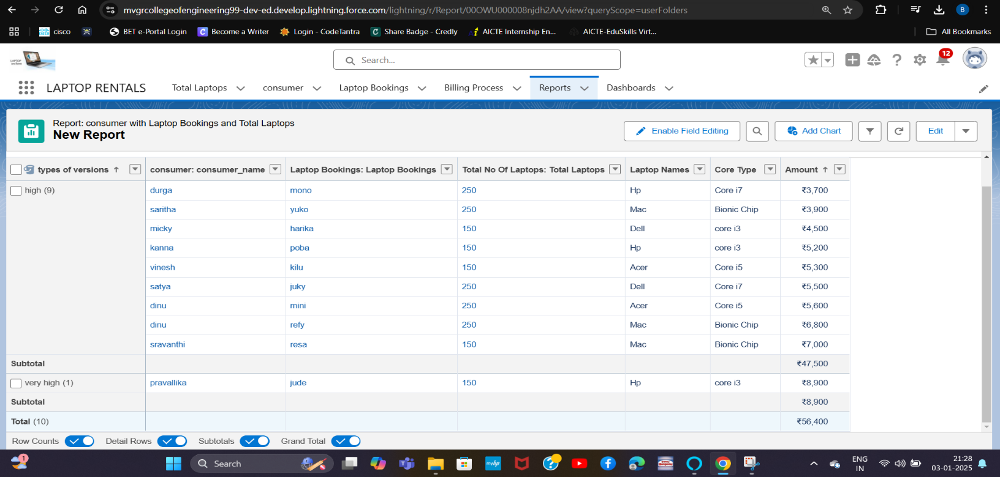 mvgrcollegeofengineering99-dev-ed.develop.lightning.force.com/lightning/r/Report/00OWU000008njdh2AA/view?queryScope=userFolders
B
cisco BET e-Portal Login Become a Writer Login - CodeTantra Share Badge - Credly AICTE Internship En... AICTE-EduSkills Virt... All Bookmarks
LAPTOP on Rent Search... 12
LAPTOP RENTALS Total Laptops consumer Laptop Bookings Billing Process Reports Dashboards
Report: consumer with Laptop Bookings and Total Laptops
New Report
Enable Field Editing Add Chart Edit
types of versions ↑ consumer: consumer_name Laptop Bookings: Laptop Bookings Total No Of Laptops: Total Laptops Laptop Names Core Type Amount ↑
high (9) durga mono 250 Hp Core i7 ₹3,700
saritha yuko 250 Mac Bionic Chip ₹3,900
micky harika 150 Dell core i3 ₹4,500
kanna poba 150 Hp core i3 ₹5,200
vinesh kilu 150 Acer Core i5 ₹5,300
satya juky 250 Dell Core i7 ₹5,500
dinu mini 250 Acer Core i5 ₹5,600
dinu refy 250 Mac Bionic Chip ₹6,800
sravanthi resa 150 Mac Bionic Chip ₹7,000
Subtotal ₹47,500
very high (1) pravallika jude 150 Hp core i3 ₹8,900
Subtotal ₹8,900
Total (10) ₹56,400
Row Counts Detail Rows Subtotals Grand Total
1 Search myhp ENG IN 21:28
03-01-2025